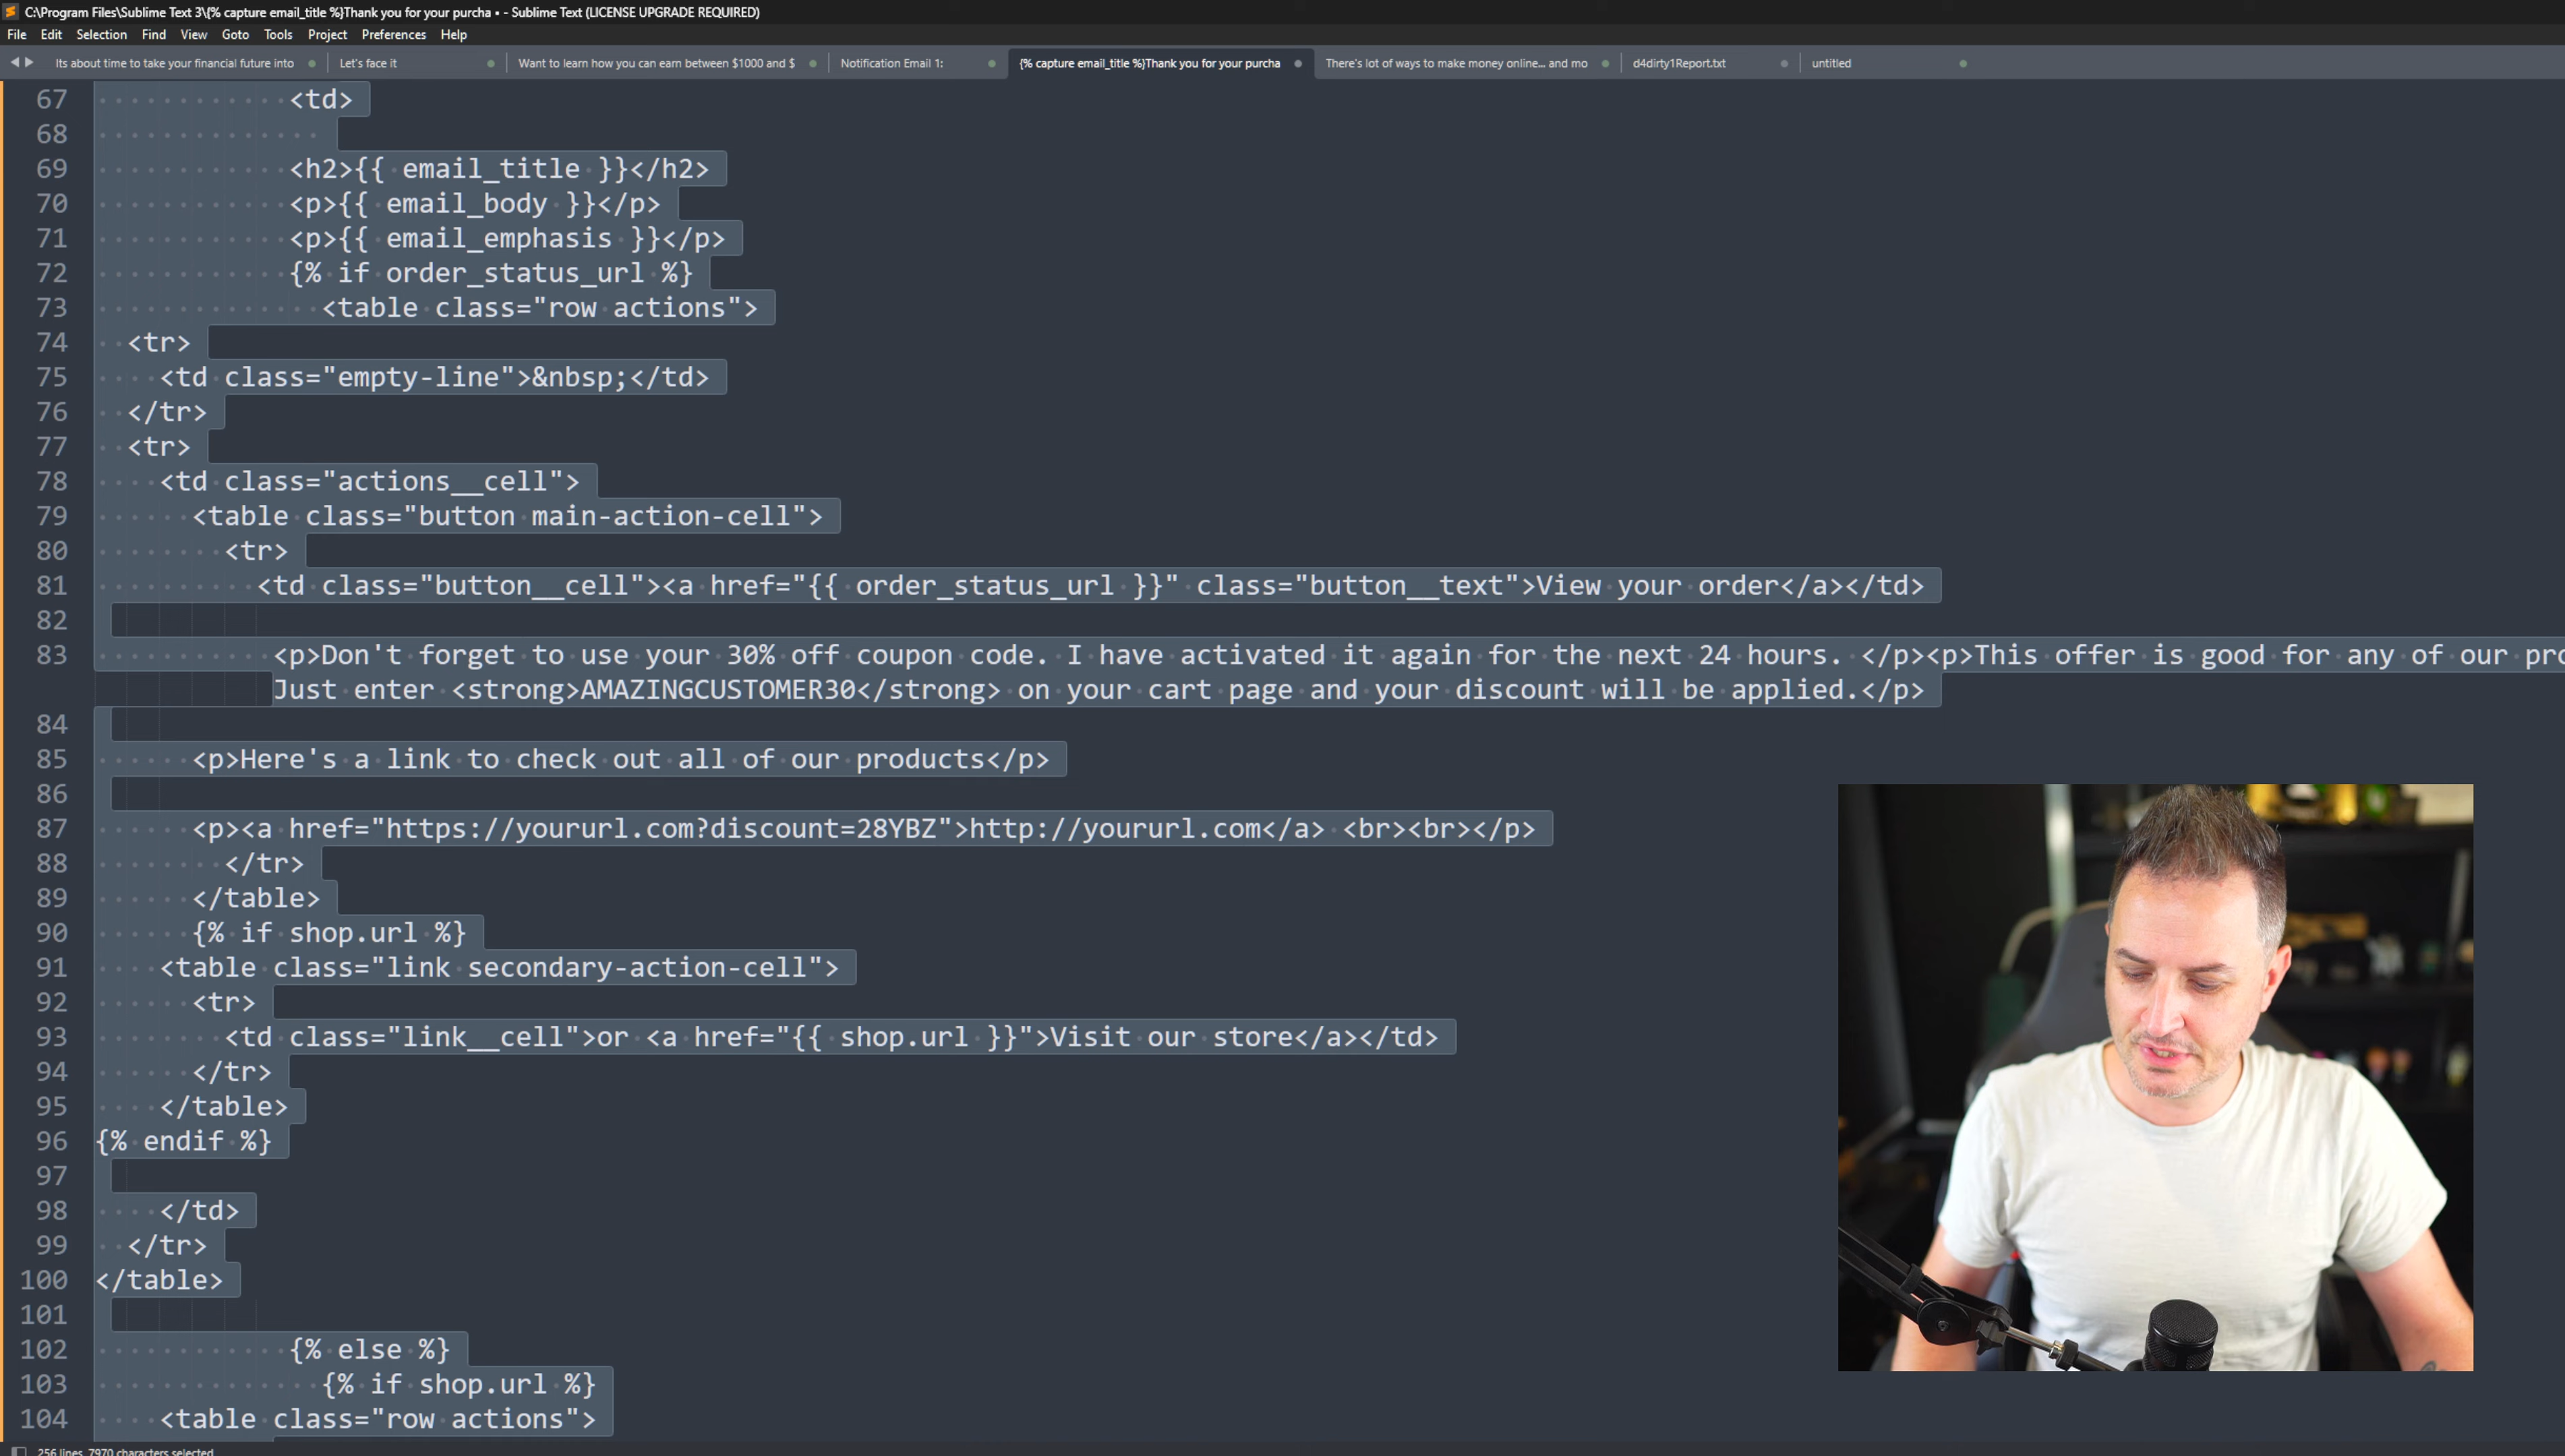 C:\Program Files\Sublime Text 3\{% capture email_title %}Thank you for your purcha • - Sublime Text (LICENSE UPGRADE REQUIRED)
File Edit Selection Find View Goto Tools Project Preferences Help
Its about time to take your financial future into Let's face it Want to learn how you can earn between $1000 and $ Notification Email 1: {% capture email_title %}Thank you for your purcha There's lot of ways to make money online... and mo d4dirty1Report.txt untitled
67 <td>
68
69 <h2>{{ email_title }}</h2>
70 <p>{{ email_body }}</p>
71 <p>{{ email_emphasis }}</p>
72 {% if order_status_url %}
73 <table class="row actions">
74 <tr>
75 <td class="empty-line">&nbsp;</td>
76 </tr>
77 <tr>
78 <td class="actions__cell">
79 <table class="button main-action-cell">
80 <tr>
81 <td class="button__cell"><a href="{{ order_status_url }}" class="button__text">View your order</a></td>
82
83 <p>Don't forget to use your 30% off coupon code. I have activated it again for the next 24 hours. </p><p>This offer is good for any of our pro
Just enter <strong>AMAZINGCUSTOMER30</strong> on your cart page and your discount will be applied.</p>
84
85 <p>Here's a link to check out all of our products</p>
86
87 <p><a href="https://yoururl.com?discount=28YBZ">http://yoururl.com</a> <br><br></p>
88 </tr>
89 </table>
90 {% if shop.url %}
91 <table class="link secondary-action-cell">
92 <tr>
93 <td class="link__cell">or <a href="{{ shop.url }}">Visit our store</a></td>
94 </tr>
95 </table>
96 {% endif %}
97
98 </td>
99 </tr>
100 </table>
101
102 {% else %}
103 {% if shop.url %}
104 <table class="row actions">
256 lines, 7970 characters selected